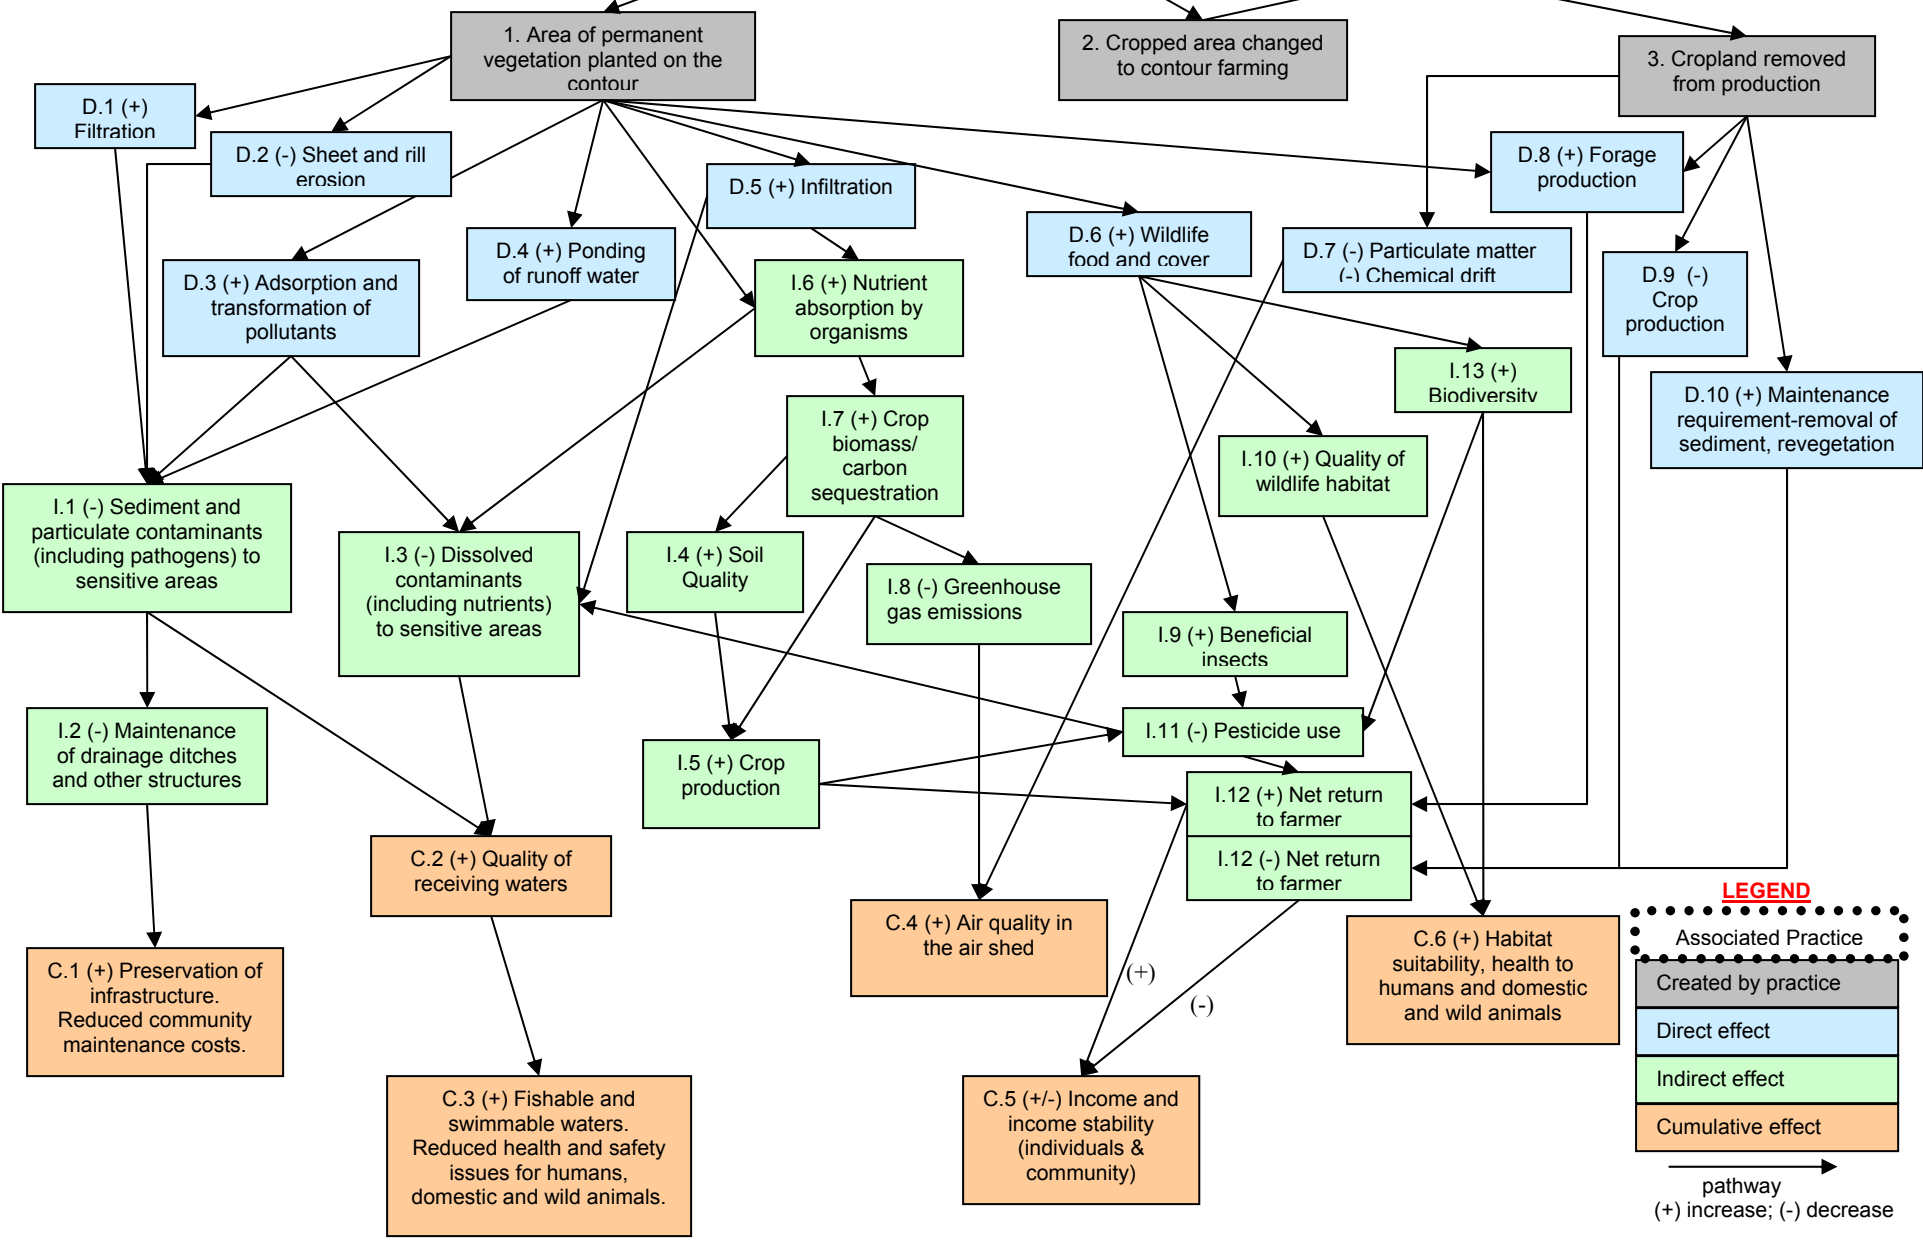 1. Area of permanent
vegetation planted on the
contour
2. Cropped area changed
to contour farming
3. Cropland removed
from production
D.1 (+)
Filtration
D.2 (-) Sheet and rill
erosion
D.3 (+) Adsorption and
transformation of
pollutants
D.4 (+) Ponding
of runoff water
D.5 (+) Infiltration
D.6 (+) Wildlife
food and cover
D.7 (-) Particulate matter
(-) Chemical drift
D.8 (+) Forage
production
D.9 (-)
Crop
production
D.10 (+) Maintenance
requirement-removal of
sediment, revegetation
I.6 (+) Nutrient
absorption by
organisms
I.13 (+)
Biodiversity
I.7 (+) Crop
biomass/
carbon
sequestration
I.10 (+) Quality of
wildlife habitat
I.1 (-) Sediment and
particulate contaminants
(including pathogens) to
sensitive areas
I.3 (-) Dissolved
contaminants
(including nutrients)
to sensitive areas
I.4 (+) Soil
Quality
I.8 (-) Greenhouse
gas emissions
I.9 (+) Beneficial
insects
I.2 (-) Maintenance
of drainage ditches
and other structures
I.5 (+) Crop
production
I.11 (-) Pesticide use
I.12 (+) Net return
to farmer
I.12 (-) Net return
to farmer
C.2 (+) Quality of
receiving waters
C.4 (+) Air quality in
the air shed
C.6 (+) Habitat
suitability, health to
humans and domestic
and wild animals
C.1 (+) Preservation of
infrastructure.
Reduced community
maintenance costs.
(+)
(-)
C.3 (+) Fishable and
swimmable waters.
Reduced health and safety
issues for humans,
domestic and wild animals.
C.5 (+/-) Income and
income stability
(individuals &
community)
LEGEND
Associated Practice
Created by practice
Direct effect
Indirect effect
Cumulative effect
pathway
(+) increase; (-) decrease